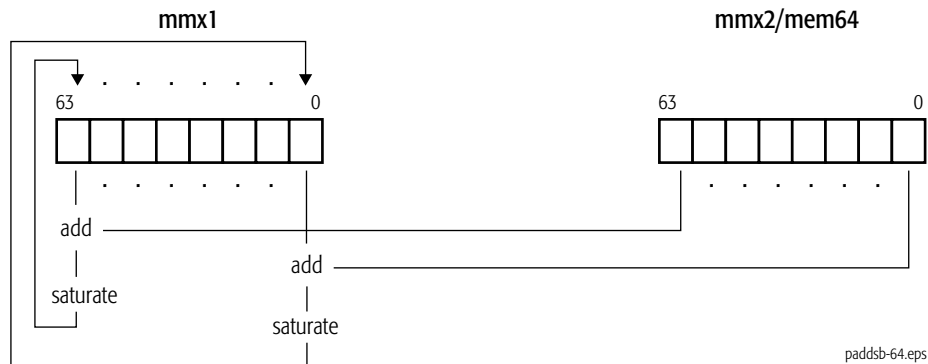 mmx1 mmx2/mem64
. . . . . .
63 0 63 0
. . . . . . . . . . . .
add
add
saturate
saturate
paddsb-64.eps